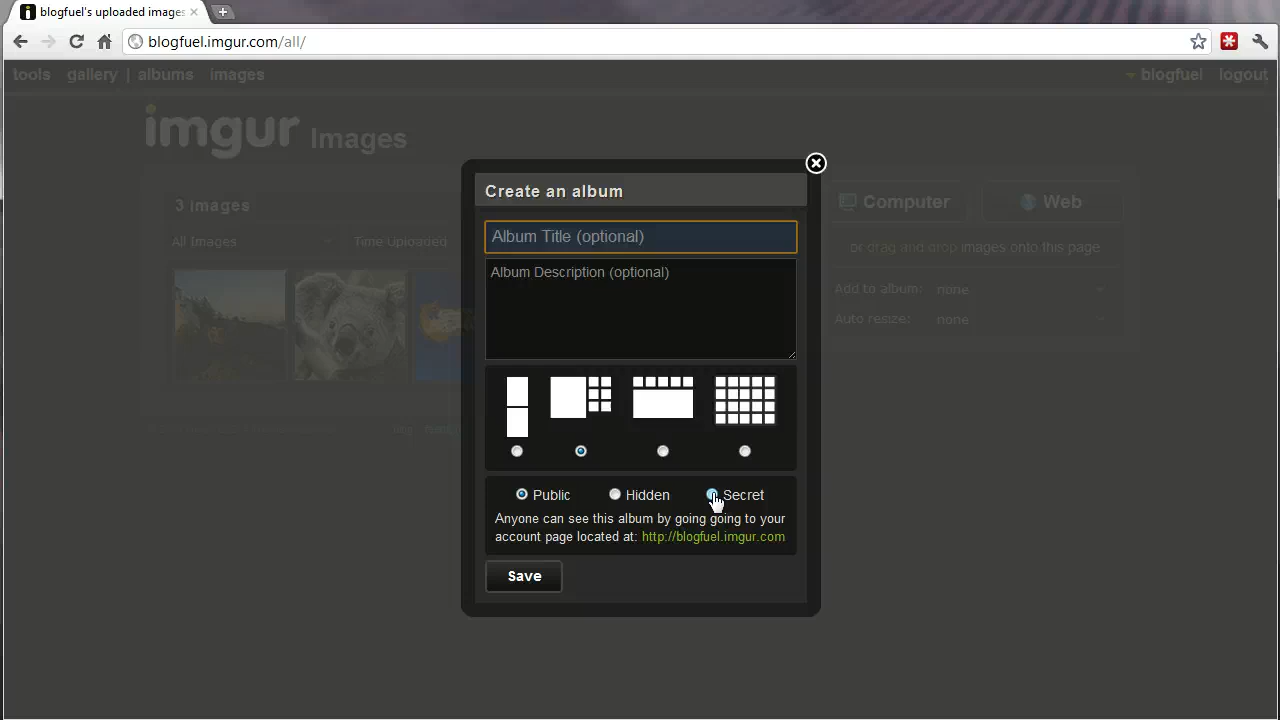 blogfuel's uploaded images
blogfuel.imgur.com/all/
tools gallery | albums images
blogfuel logout
imgur Images
Create an album
3 images
Computer Web
All Images Time Uploaded
Album Title (optional)
or drag and drop images onto this page
Album Description (optional)
Add to album: none
Auto resize: none
Public Hidden Secret
Anyone can see this album by going going to your
account page located at: http://blogfuel.imgur.com
Save